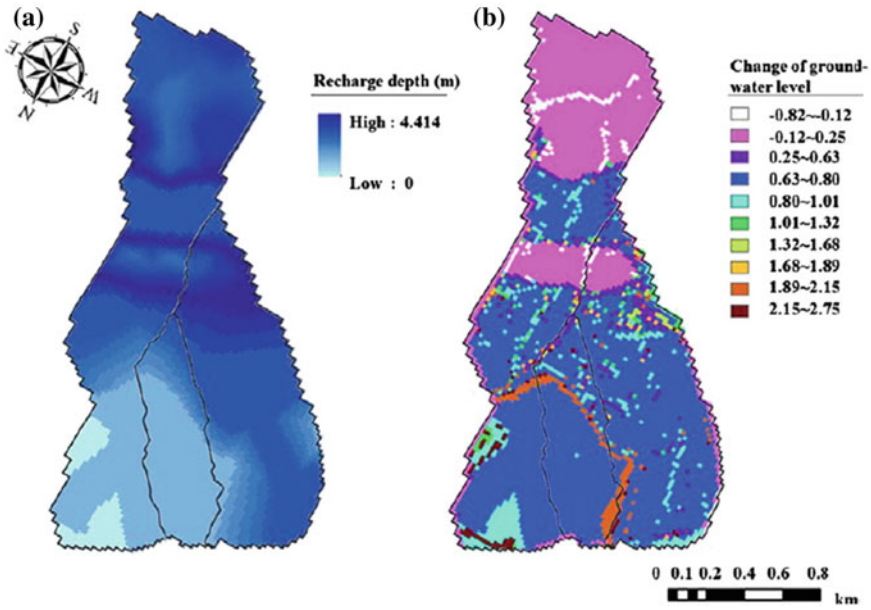 (a)
S
E
W
N
Recharge depth (m)
High : 4.414
Low : 0
(b)
Change of ground-
water level
-0.82~-0.12
-0.12~0.25
0.25~0.63
0.63~0.80
0.80~1.01
1.01~1.32
1.32~1.68
1.68~1.89
1.89~2.15
2.15~2.75
0 0.1 0.2 0.4 0.6 0.8
km